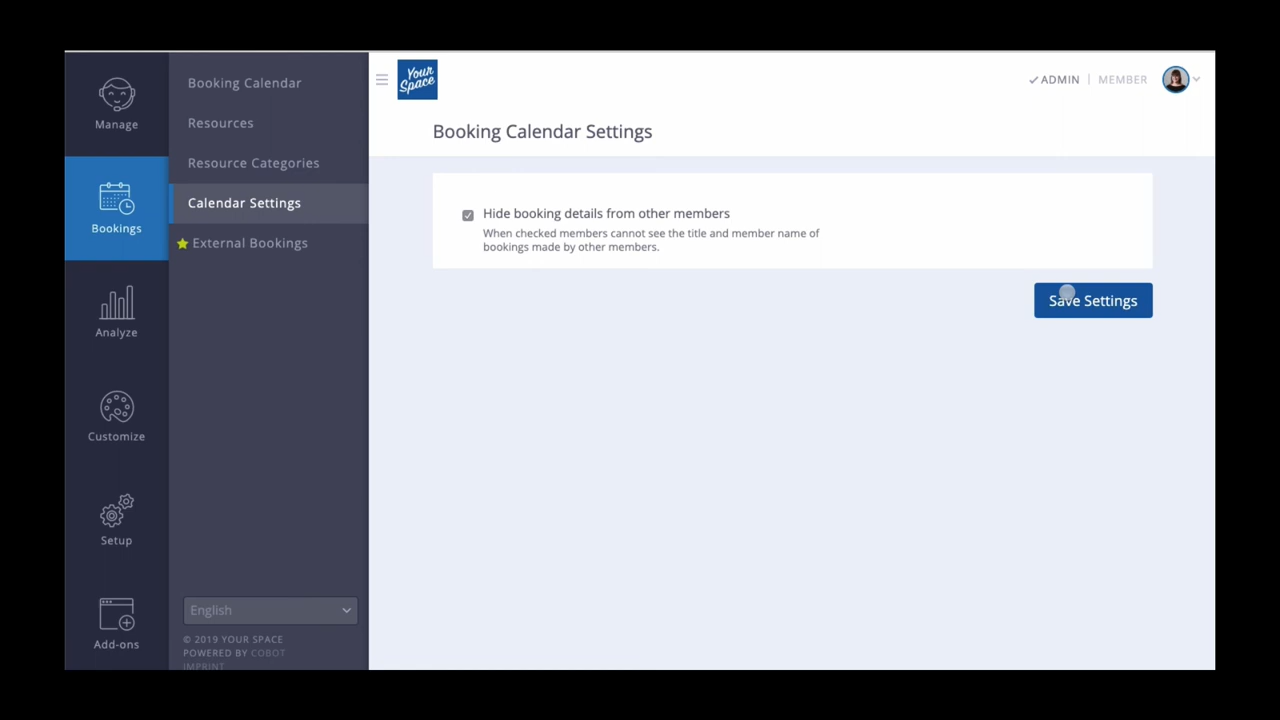 Manage
Bookings
Analyze
Customize
Setup
Add-ons
Booking Calendar
Resources
Resource Categories
Calendar Settings
External Bookings
English
© 2019 YOUR SPACE
POWERED BY COBOT
IMPRINT
Your
Space
ADMIN | MEMBER
Booking Calendar Settings
Hide booking details from other members
When checked members cannot see the title and member name of
bookings made by other members.
Save Settings